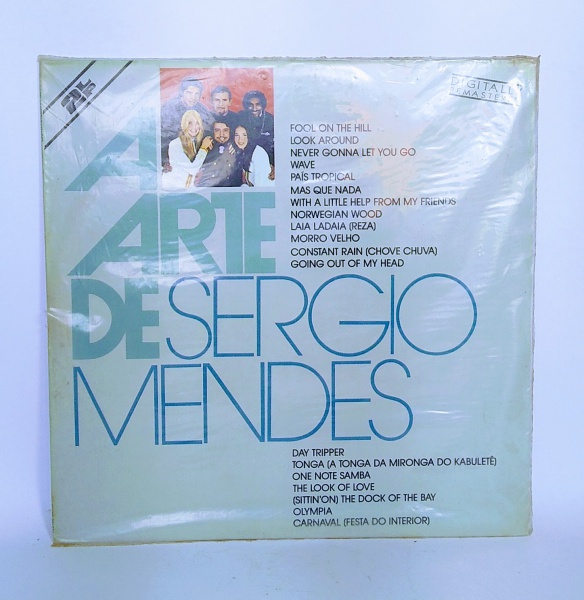 DIGITALLY
REMASTERED
A
ARTE
DE SERGIO
MENDES
FOOL ON THE HILL
LOOK AROUND
NEVER GONNA LET YOU GO
WAVE
PAÍS TROPICAL
MAS QUE NADA
WITH A LITTLE HELP FROM MY FRIENDS
NORWEGIAN WOOD
LAIA LADAIA (REZA)
MORRO VELHO
CONSTANT RAIN (CHOVE CHUVA)
GOING OUT OF MY HEAD
DAY TRIPPER
TONGA (A TONGA DA MIRONGA DO KABULETÊ)
ONE NOTE SAMBA
THE LOOK OF LOVE
(SITTIN'ON) THE DOCK OF THE BAY
OLYMPIA
CARNAVAL (FESTA DO INTERIOR)